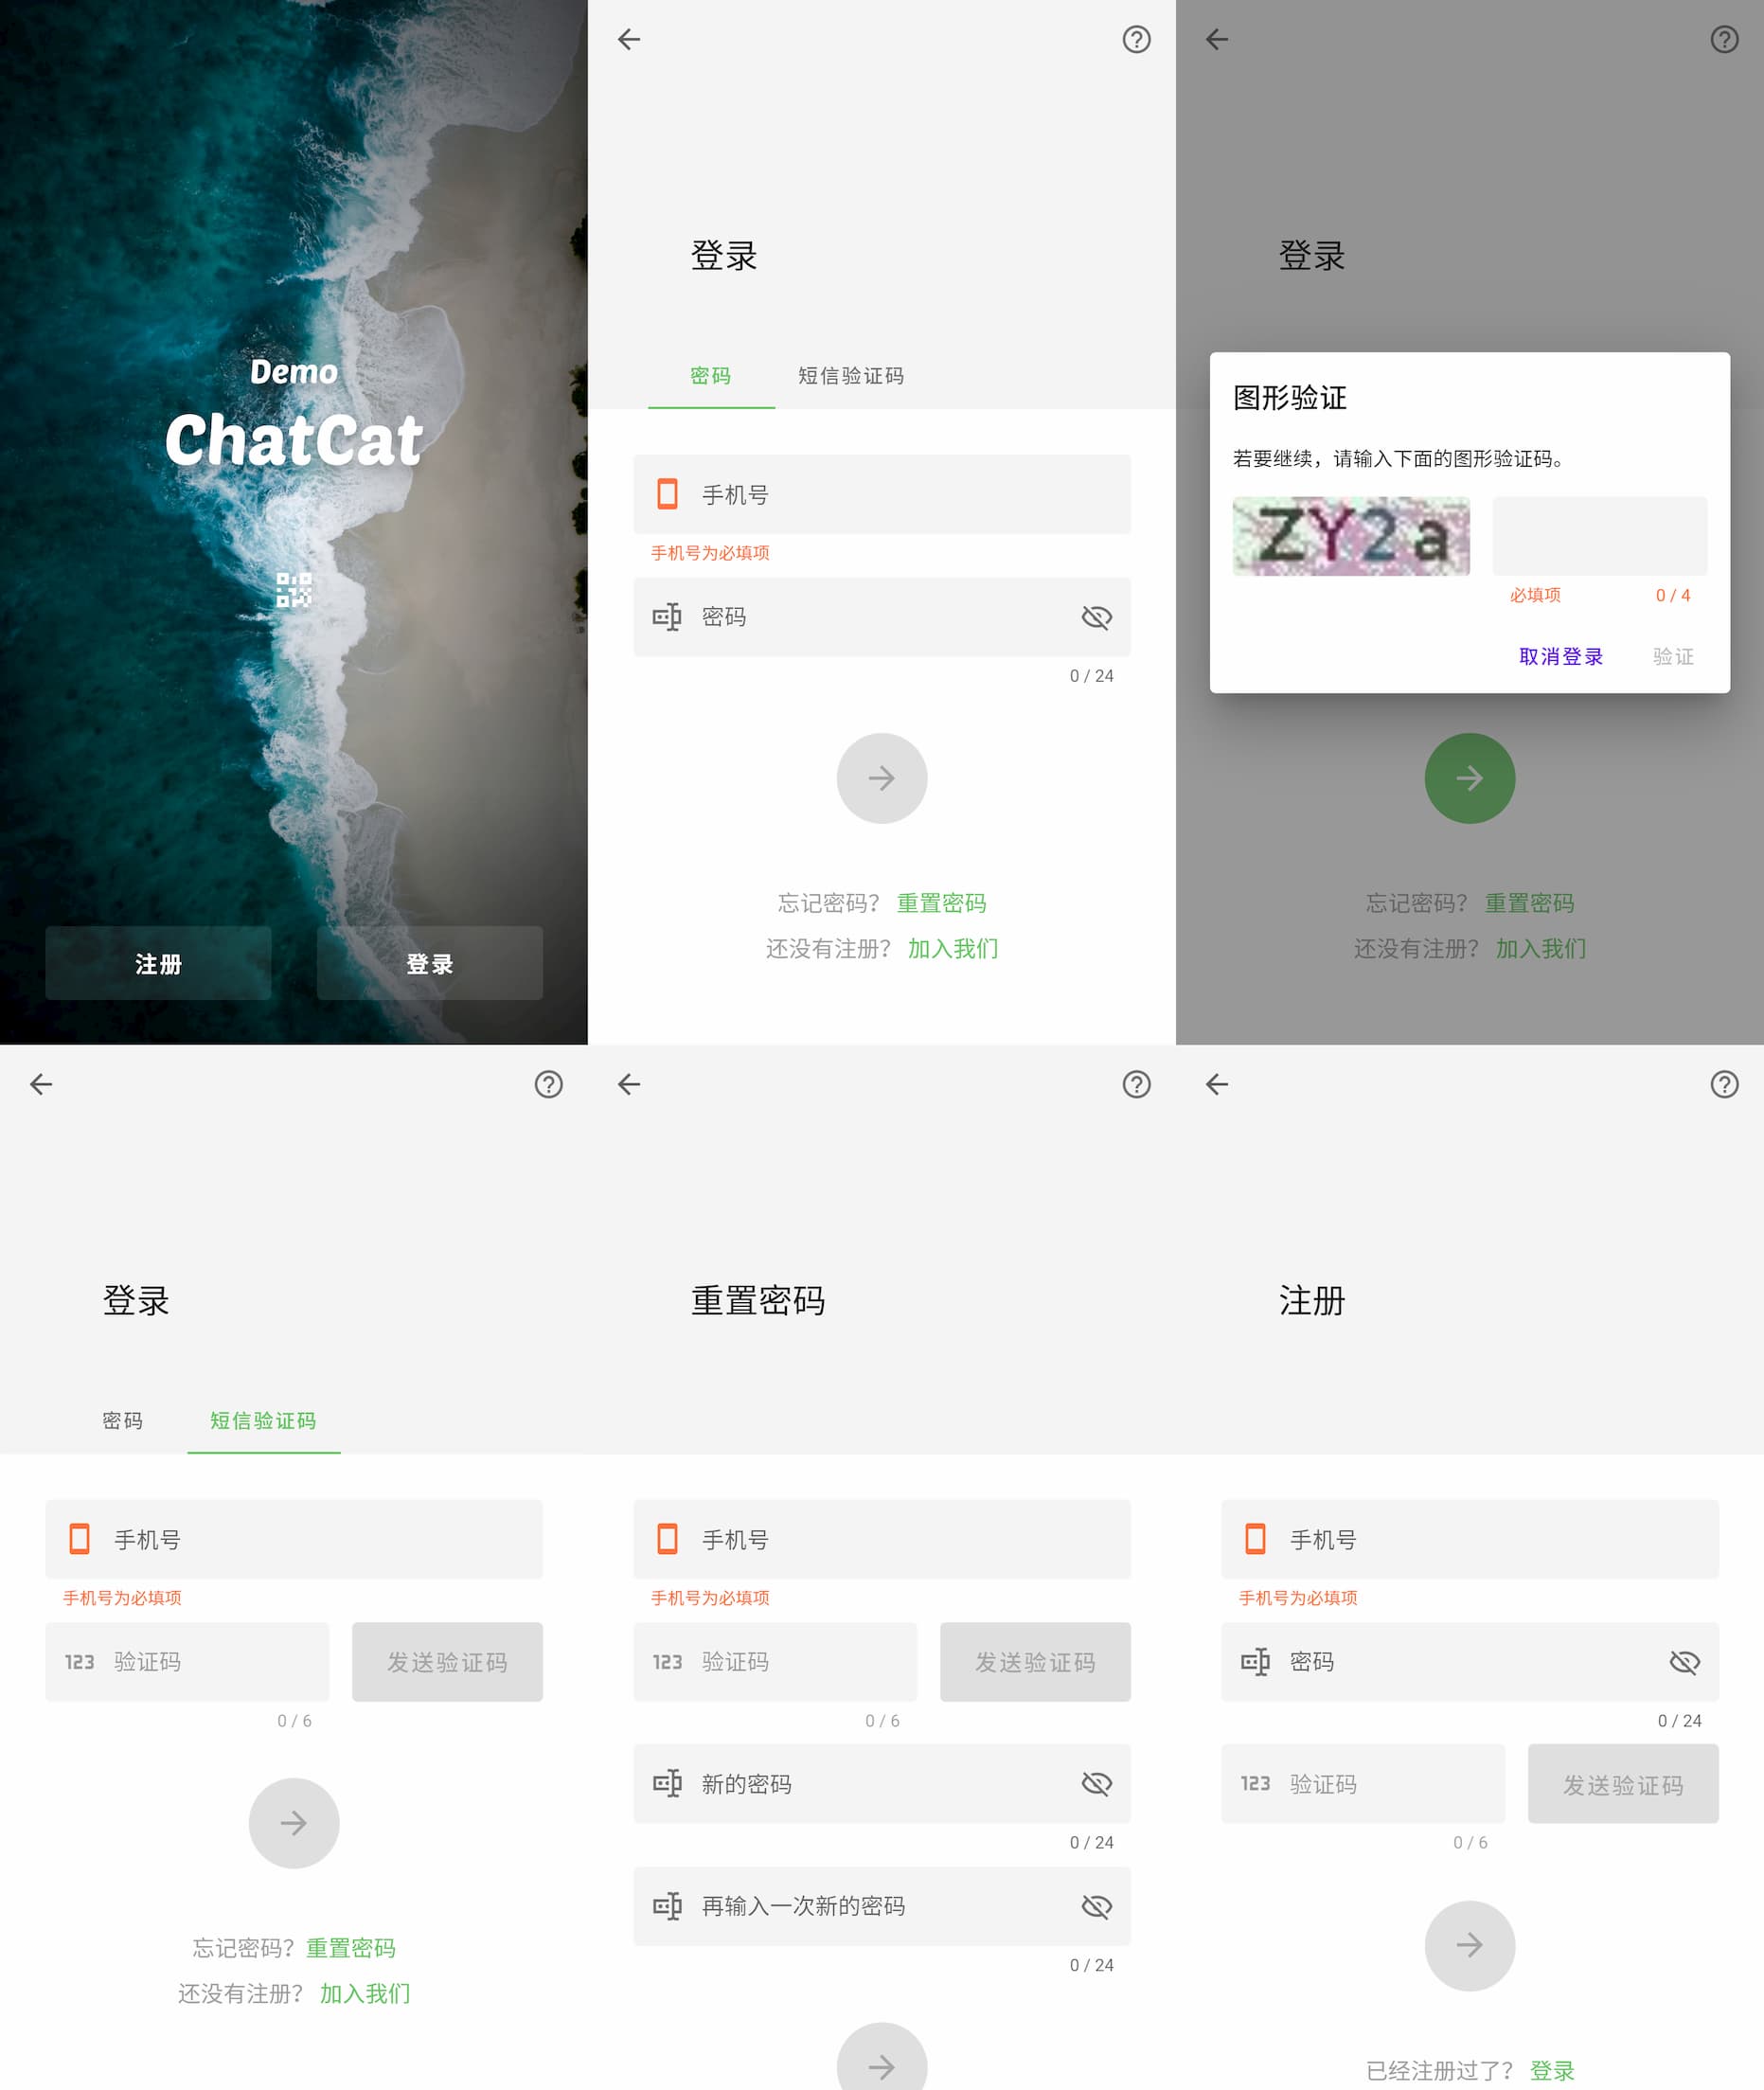 Demo
ChatCat
注册
登录
登录
密码
短信验证码
手机号
手机号为必填项
密码
0 / 24
忘记密码? 重置密码
还没有注册? 加入我们
登录
图形验证
若要继续，请输入下面的图形验证码。
ZY2a
必填项
0 / 4
取消登录
验证
忘记密码? 重置密码
还没有注册? 加入我们
登录
密码
短信验证码
手机号
手机号为必填项
123 验证码
发送验证码
0 / 6
忘记密码? 重置密码
还没有注册? 加入我们
重置密码
手机号
手机号为必填项
123 验证码
发送验证码
0 / 6
新的密码
0 / 24
再输入一次新的密码
0 / 24
注册
手机号
手机号为必填项
密码
0 / 24
123 验证码
发送验证码
0 / 6
已经注册过了? 登录